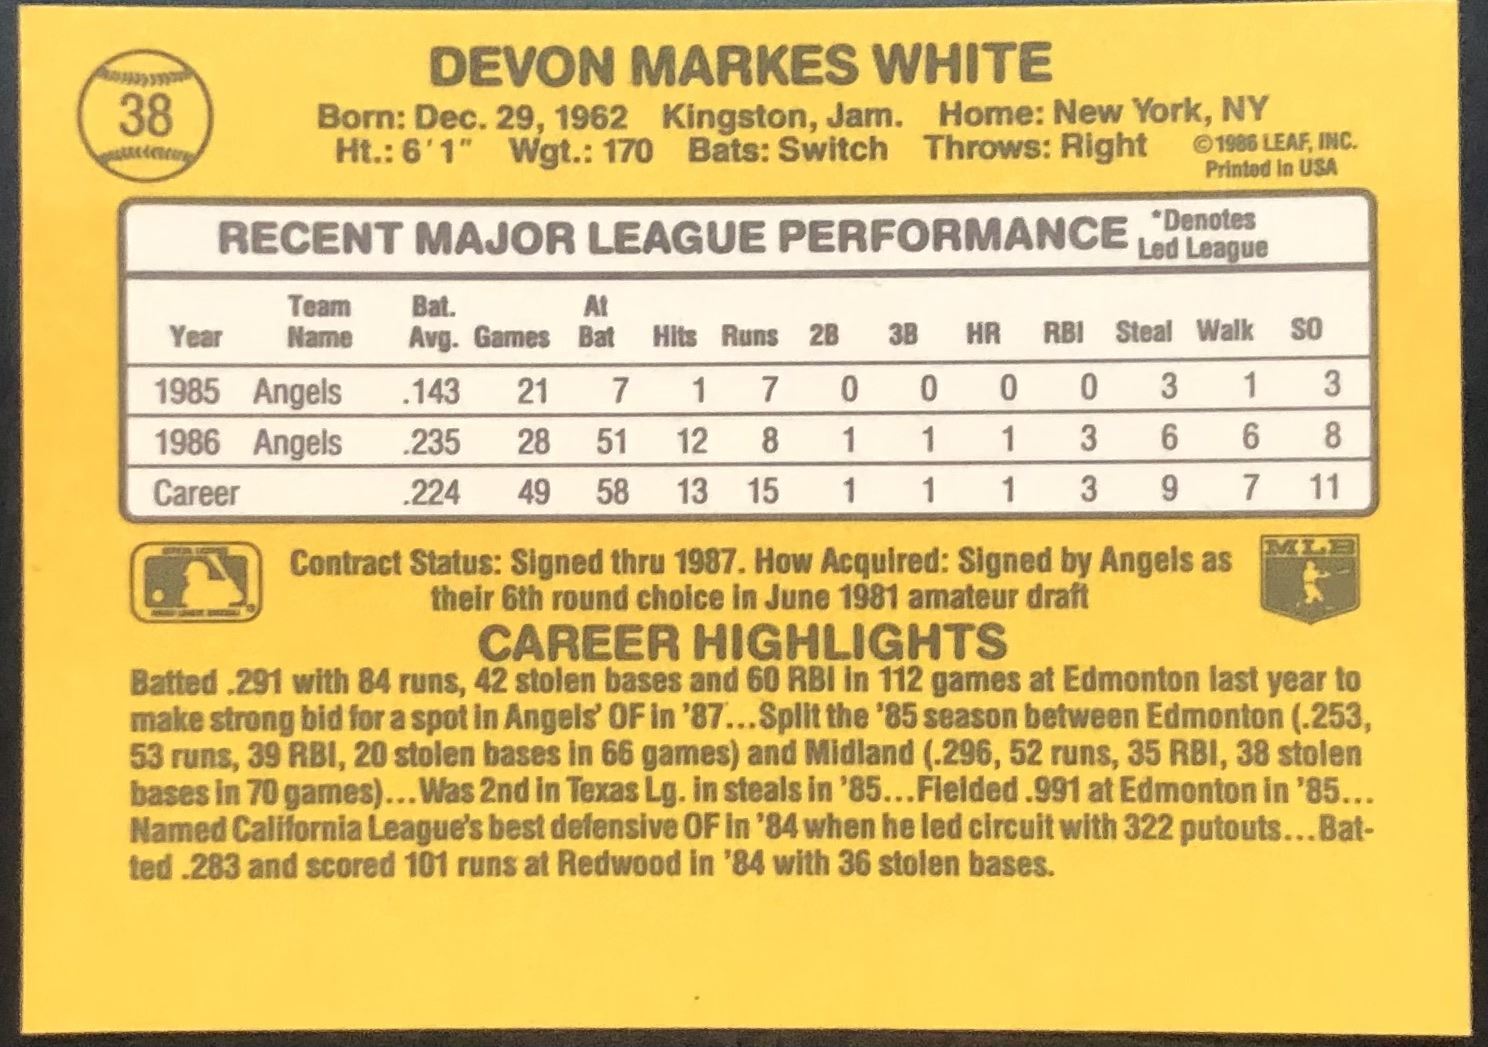 38
DEVON MARKES WHITE
Born: Dec. 29, 1962 Kingston, Jam. Home: New York, NY
Ht.: 6'1" Wgt.: 170 Bats: Switch Throws: Right ©1986 LEAF, INC.
Printed in USA
RECENT MAJOR LEAGUE PERFORMANCE *Denotes
Led League
Year Team Name Bat. Avg. Games At Bat Hits Runs 2B 3B HR RBI Steal Walk SO
1985 Angels .143 21 7 1 7 0 0 0 0 3 1 3
1986 Angels .235 28 51 12 8 1 1 1 3 6 6 8
Career .224 49 58 13 15 1 1 1 3 9 7 11
Contract Status: Signed thru 1987. How Acquired: Signed by Angels as
their 6th round choice in June 1981 amateur draft
MLB
CAREER HIGHLIGHTS
Batted .291 with 84 runs, 42 stolen bases and 60 RBI in 112 games at Edmonton last year to
make strong bid for a spot in Angels' OF in '87...Split the '85 season between Edmonton (.253,
53 runs, 39 RBI, 20 stolen bases in 66 games) and Midland (.296, 52 runs, 35 RBI, 38 stolen
bases in 70 games)...Was 2nd in Texas Lg. in steals in '85...Fielded .991 at Edmonton in '85...
Named California League's best defensive OF in '84 when he led circuit with 322 putouts...Bat-
ted .283 and scored 101 runs at Redwood in '84 with 36 stolen bases.